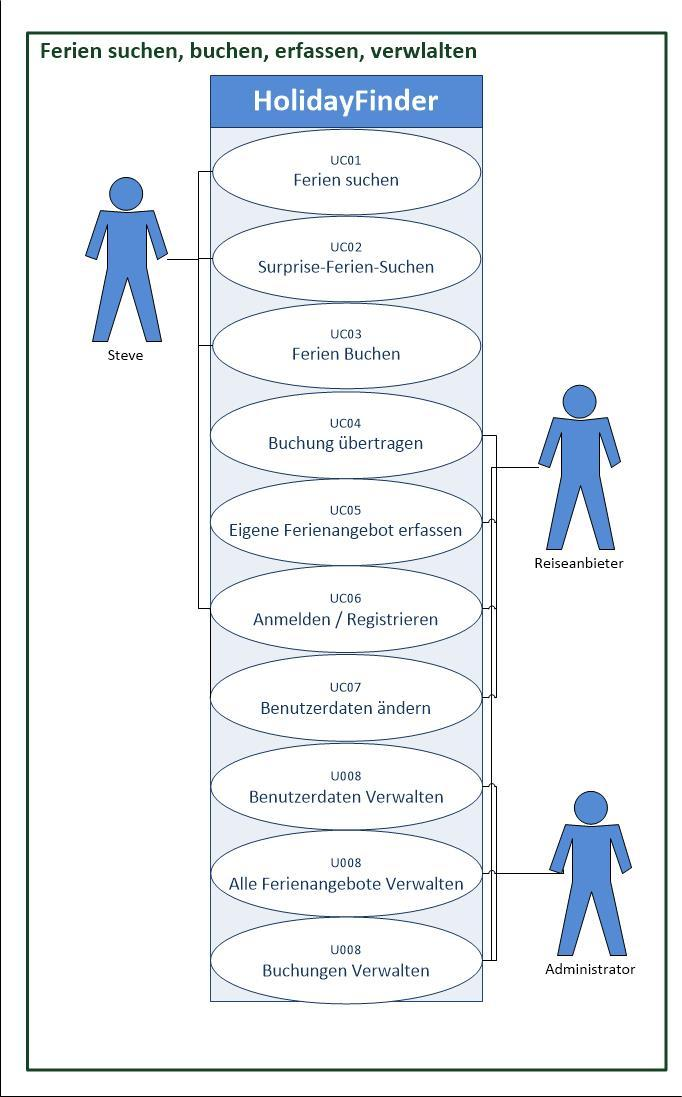 Ferien suchen, buchen, erfassen, verwlalten
HolidayFinder
UC01
Ferien suchen
UC02
Surprise-Ferien-Suchen
Steve
UC03
Ferien Buchen
UC04
Buchung übertragen
UC05
Eigene Ferienangebot erfassen
Reiseanbieter
UC06
Anmelden / Registrieren
UC07
Benutzerdaten ändern
U008
Benutzerdaten Verwalten
U008
Alle Ferienangebote Verwalten
U008
Buchungen Verwalten
Administrator